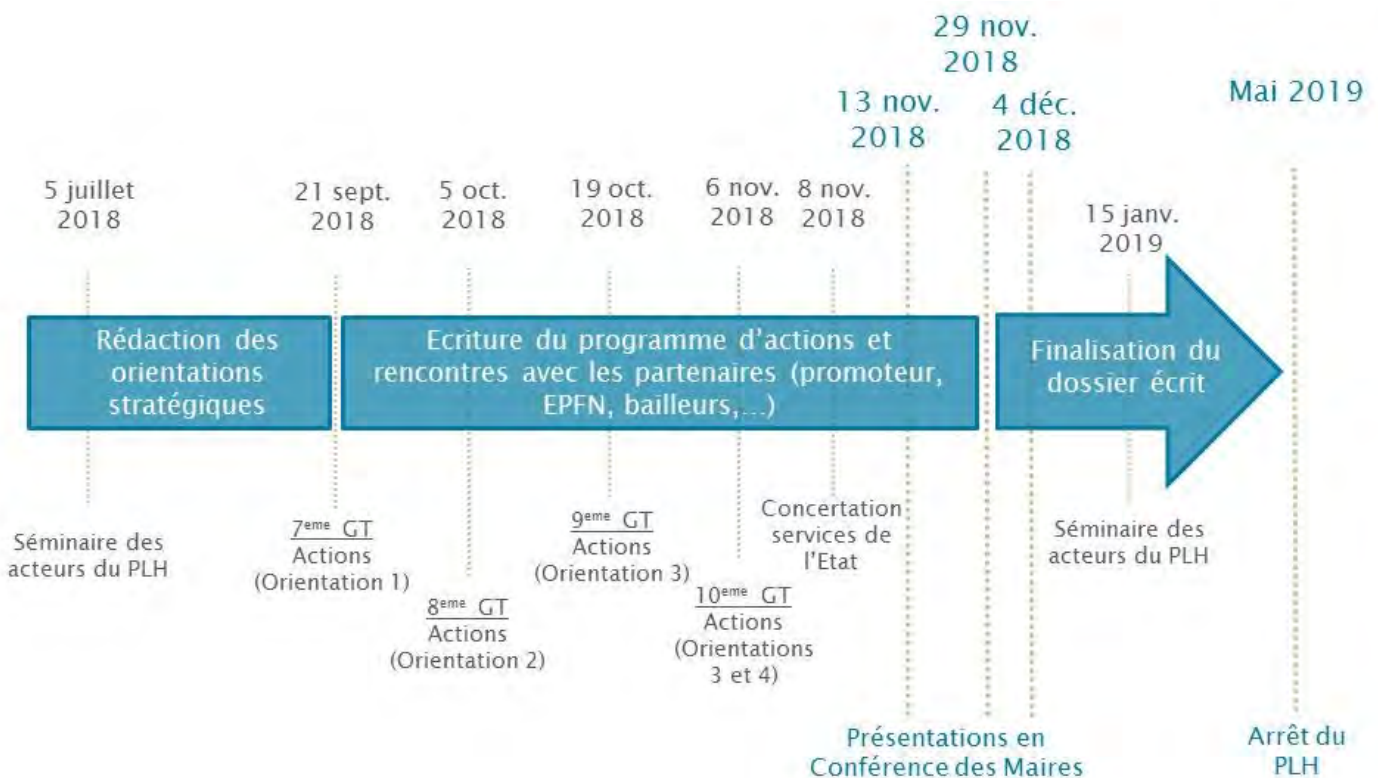 29 nov.
2018
13 nov.
2018
4 déc.
2018
Mai 2019
5 juillet
2018
21 sept.
2018
5 oct.
2018
19 oct.
2018
6 nov.
2018
8 nov.
2018
15 janv.
2019
Rédaction des
orientations
stratégiques
Ecriture du programme d'actions et
rencontres avec les partenaires (promoteur,
EPFN, bailleurs,...)
Finalisation du
dossier écrit
Séminaire des
acteurs du PLH
7eme GT
Actions
(Orientation 1)
8eme GT
Actions
(Orientation 2)
9eme GT
Actions
(Orientation 3)
10eme GT
Actions
(Orientations
3 et 4)
Concertation
services de
l'Etat
Séminaire des
acteurs du PLH
Présentations en
Conférence des Maires
Arrêt du
PLH